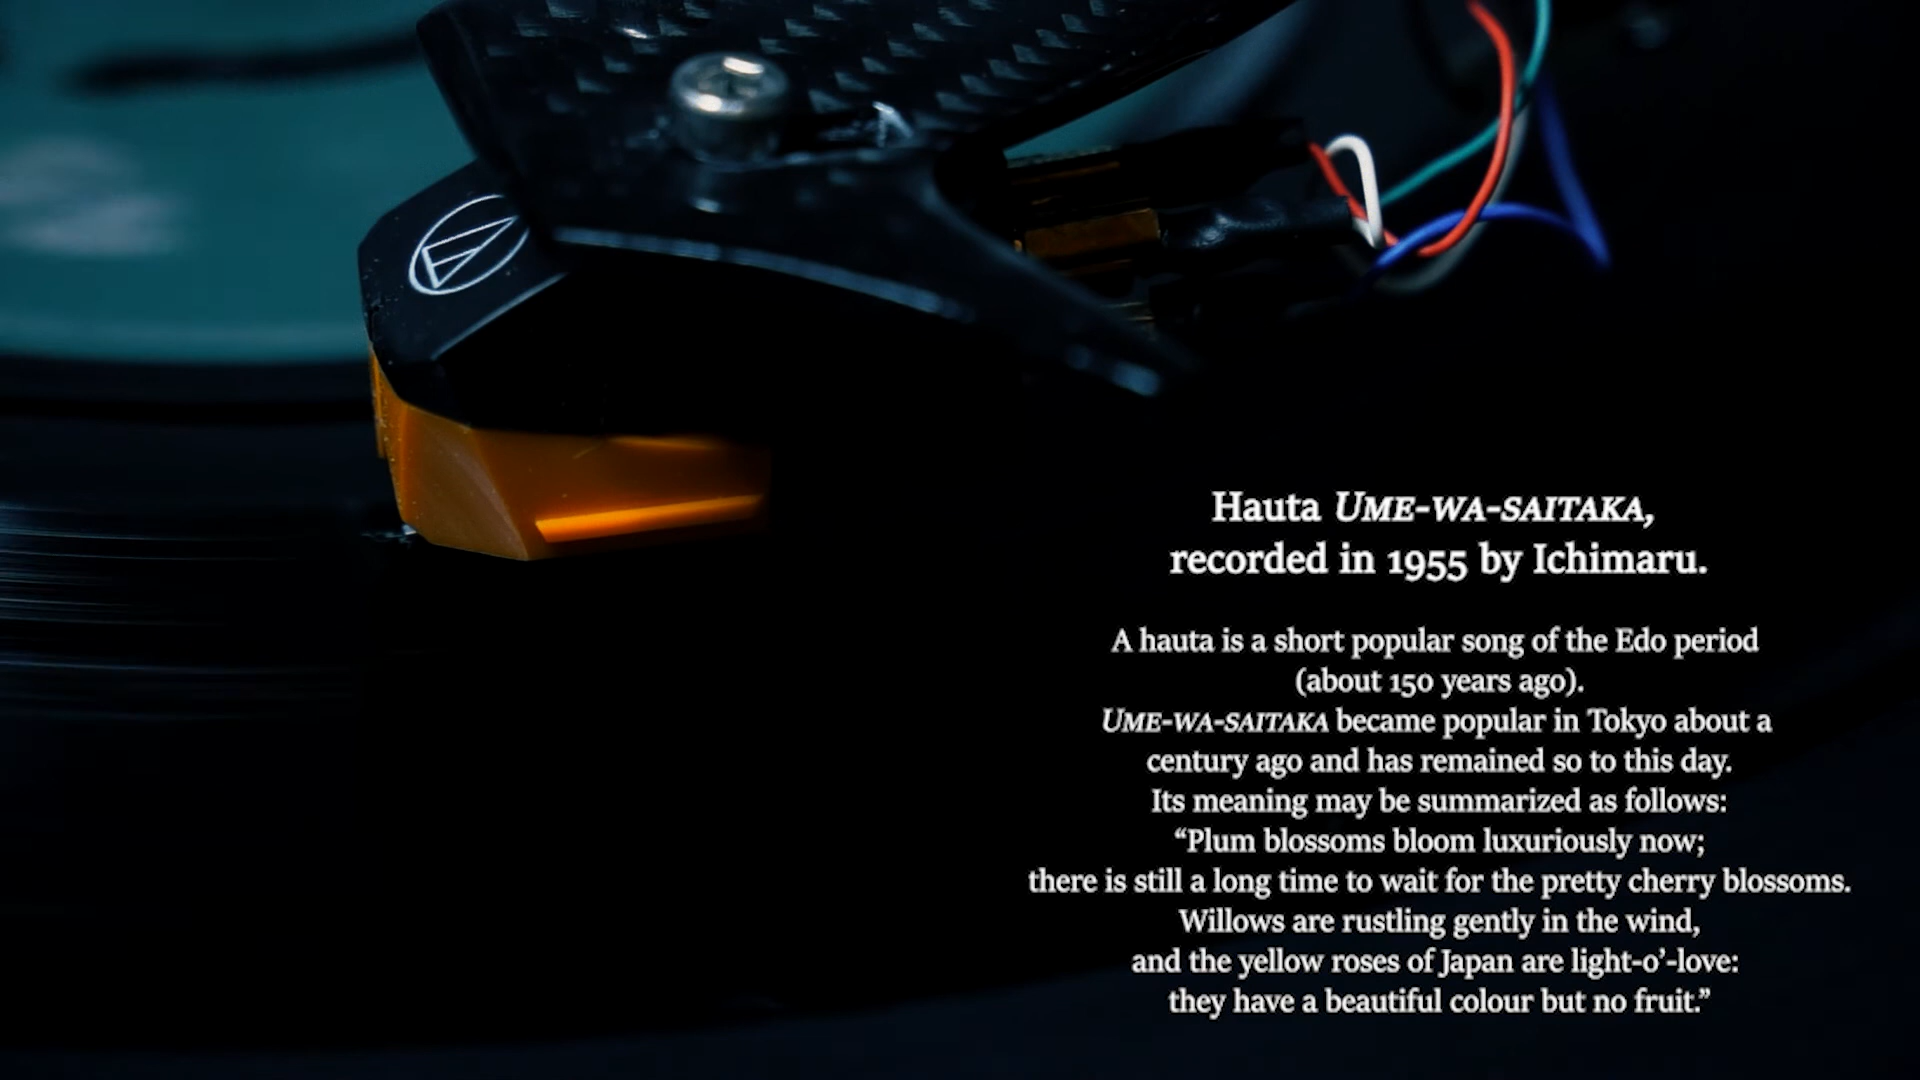 Hauta UME-WA-SAITAKA,
recorded in 1955 by Ichimaru.
A hauta is a short popular song of the Edo period
(about 150 years ago).
UME-WA-SAITAKA became popular in Tokyo about a
century ago and has remained so to this day.
Its meaning may be summarized as follows:
“Plum blossoms bloom luxuriously now;
there is still a long time to wait for the pretty cherry blossoms.
Willows are rustling gently in the wind,
and the yellow roses of Japan are light-o’-love:
they have a beautiful colour but no fruit.”